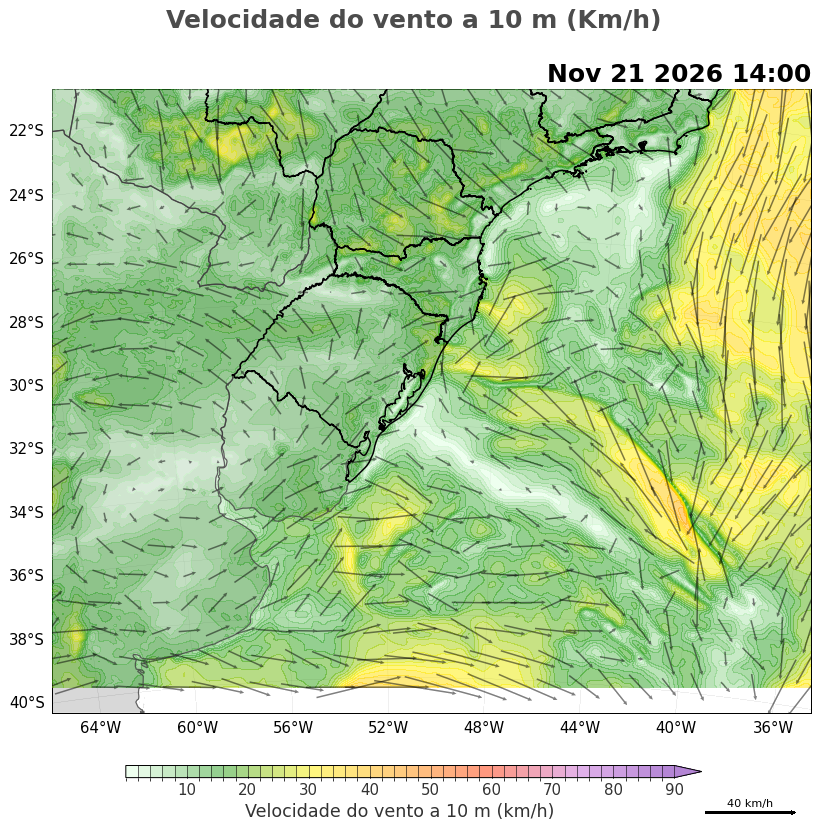 Velocidade do vento a 10 m (Km/h)
Nov 21 2026 14:00
22°S
24°S
26°S
28°S
30°S
32°S
34°S
36°S
38°S
40°S
64°W 60°W 56°W 52°W 48°W 44°W 40°W 36°W
10 20 30 40 50 60 70 80 90
Velocidade do vento a 10 m (km/h)
40 km/h